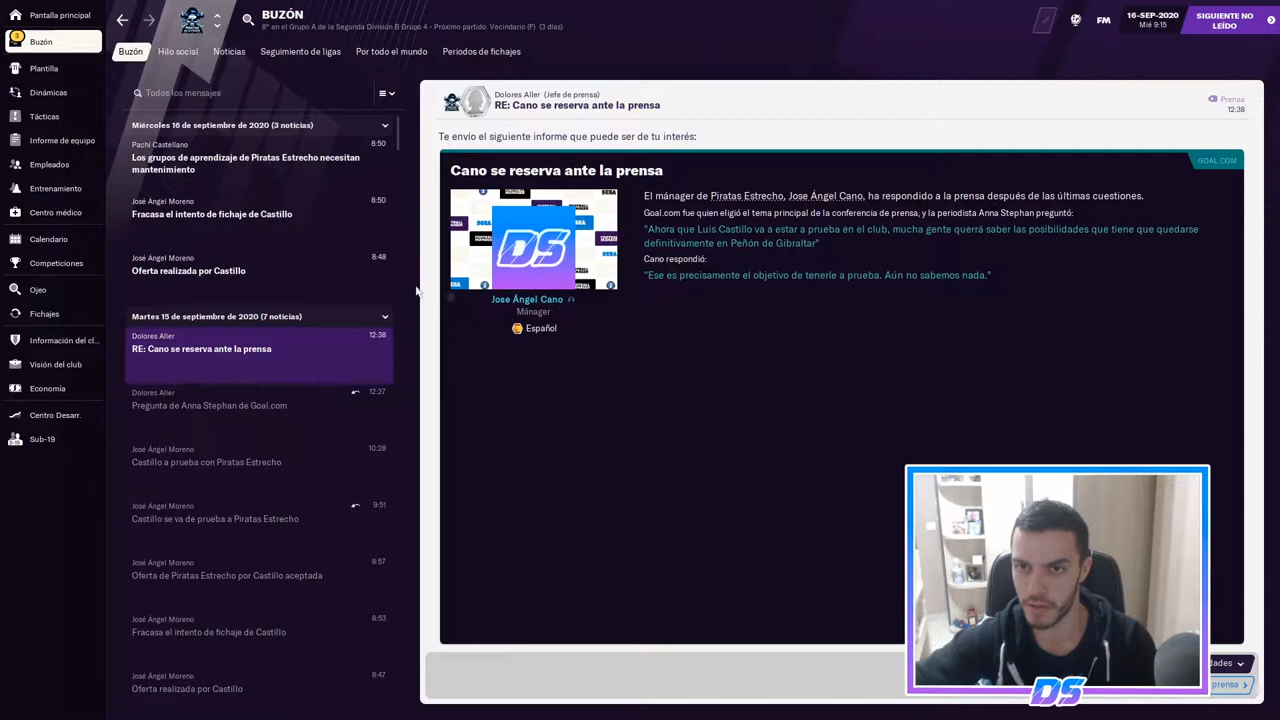 Pantalla principal
BUZÓN
8º en el Grupo A de la Segunda División B Grupo 4 - Próximo partido: Vecindario (F) (3 días)
FM
16-SEP-2020
Mié 9:15
SIGUIENTE NO LEÍDO
3
Buzón
Plantilla
Dinámicas
Tácticas
Informe de equipo
Empleados
Entrenamiento
Centro médico
Calendario
Competiciones
Ojeo
Fichajes
Información del cl...
Visión del club
Economía
Centro Desarr.
Sub-19
Buzón
Hilo social
Noticias
Seguimiento de ligas
Por todo el mundo
Periodos de fichajes
Todos los mensajes
Miércoles 16 de septiembre de 2020 (3 noticias)
Pachi Castellano
8:50
Los grupos de aprendizaje de Piratas Estrecho necesitan
mantenimiento
José Ángel Moreno
8:50
Fracasa el intento de fichaje de Castillo
José Ángel Moreno
8:48
Oferta realizada por Castillo
Martes 15 de septiembre de 2020 (7 noticias)
Dolores Aller
12:38
RE: Cano se reserva ante la prensa
Dolores Aller
12:27
Pregunta de Anna Stephan de Goal.com
José Ángel Moreno
10:28
Castillo a prueba con Piratas Estrecho
José Ángel Moreno
9:51
Castillo se va de prueba a Piratas Estrecho
José Ángel Moreno
8:57
Oferta de Piratas Estrecho por Castillo aceptada
José Ángel Moreno
8:53
Fracasa el intento de fichaje de Castillo
José Ángel Moreno
8:47
Oferta realizada por Castillo
Dolores Aller (Jefe de prensa)
RE: Cano se reserva ante la prensa
Prensa
12:38
Te envío el siguiente informe que puede ser de tu interés:
GOAL.COM
Cano se reserva ante la prensa
SEGA
DS
Jose Ángel Cano
Mánager
Español
El mánager de Piratas Estrecho, Jose Ángel Cano, ha respondido a la prensa después de las últimas cuestiones.
Goal.com fue quien eligió el tema principal de la conferencia de prensa, y la periodista Anna Stephan preguntó:
"Ahora que Luis Castillo va a estar a prueba en el club, mucha gente querrá saber las posibilidades que tiene que quedarse
definitivamente en Peñón de Gibraltar"
Cano respondió:
"Ese es precisamente el objetivo de tenerle a prueba. Aún no sabemos nada."
dades
prensa
DS